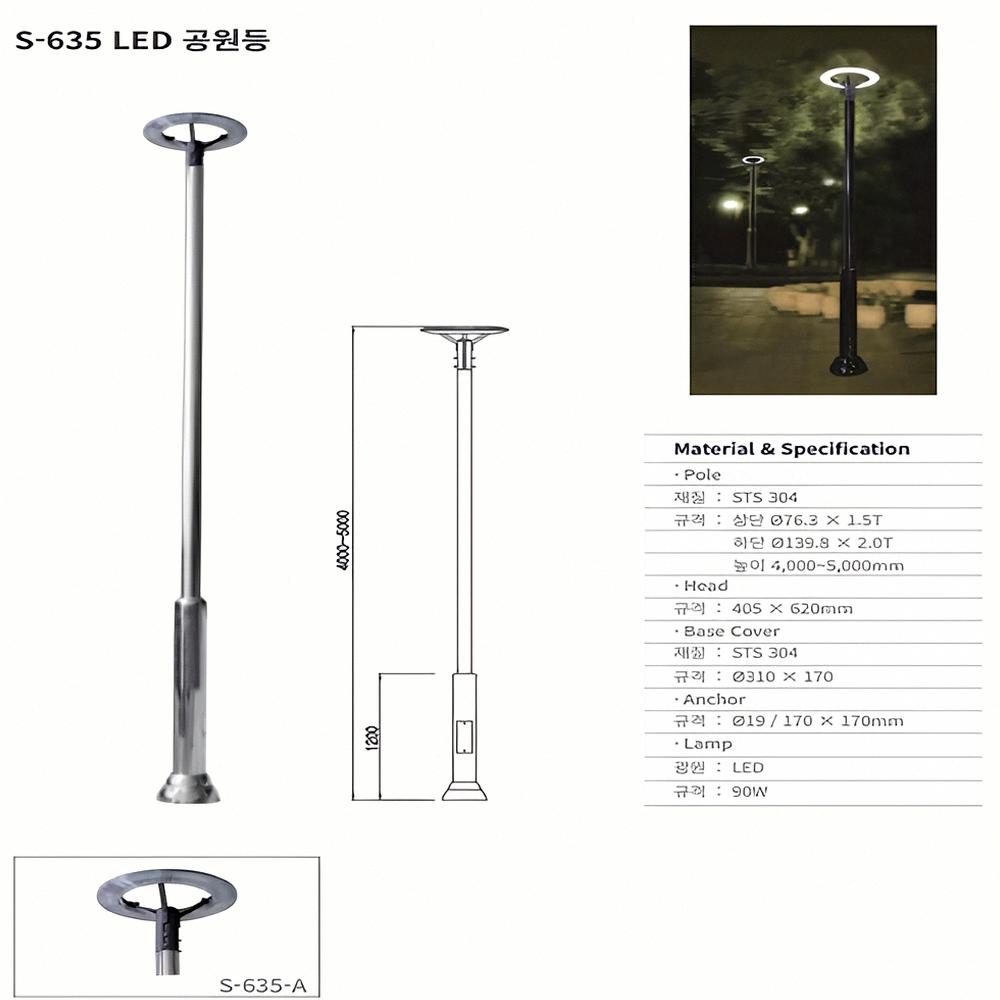 S-635 LED 공원등
4000~5000
1200
Material & Specification
· Pole
재질 : STS 304
규격 : 상단 Ø76.3 × 1.5T
하단 Ø139.8 × 2.0T
높이 4,000~5,000mm
· Head
규격 : 405 × 620mm
· Base Cover
재질 : STS 304
규격 : Ø310 × 170
· Anchor
규격 : Ø19 / 170 × 170mm
· Lamp
광원 : LED
규격 : 90W
S-635-A